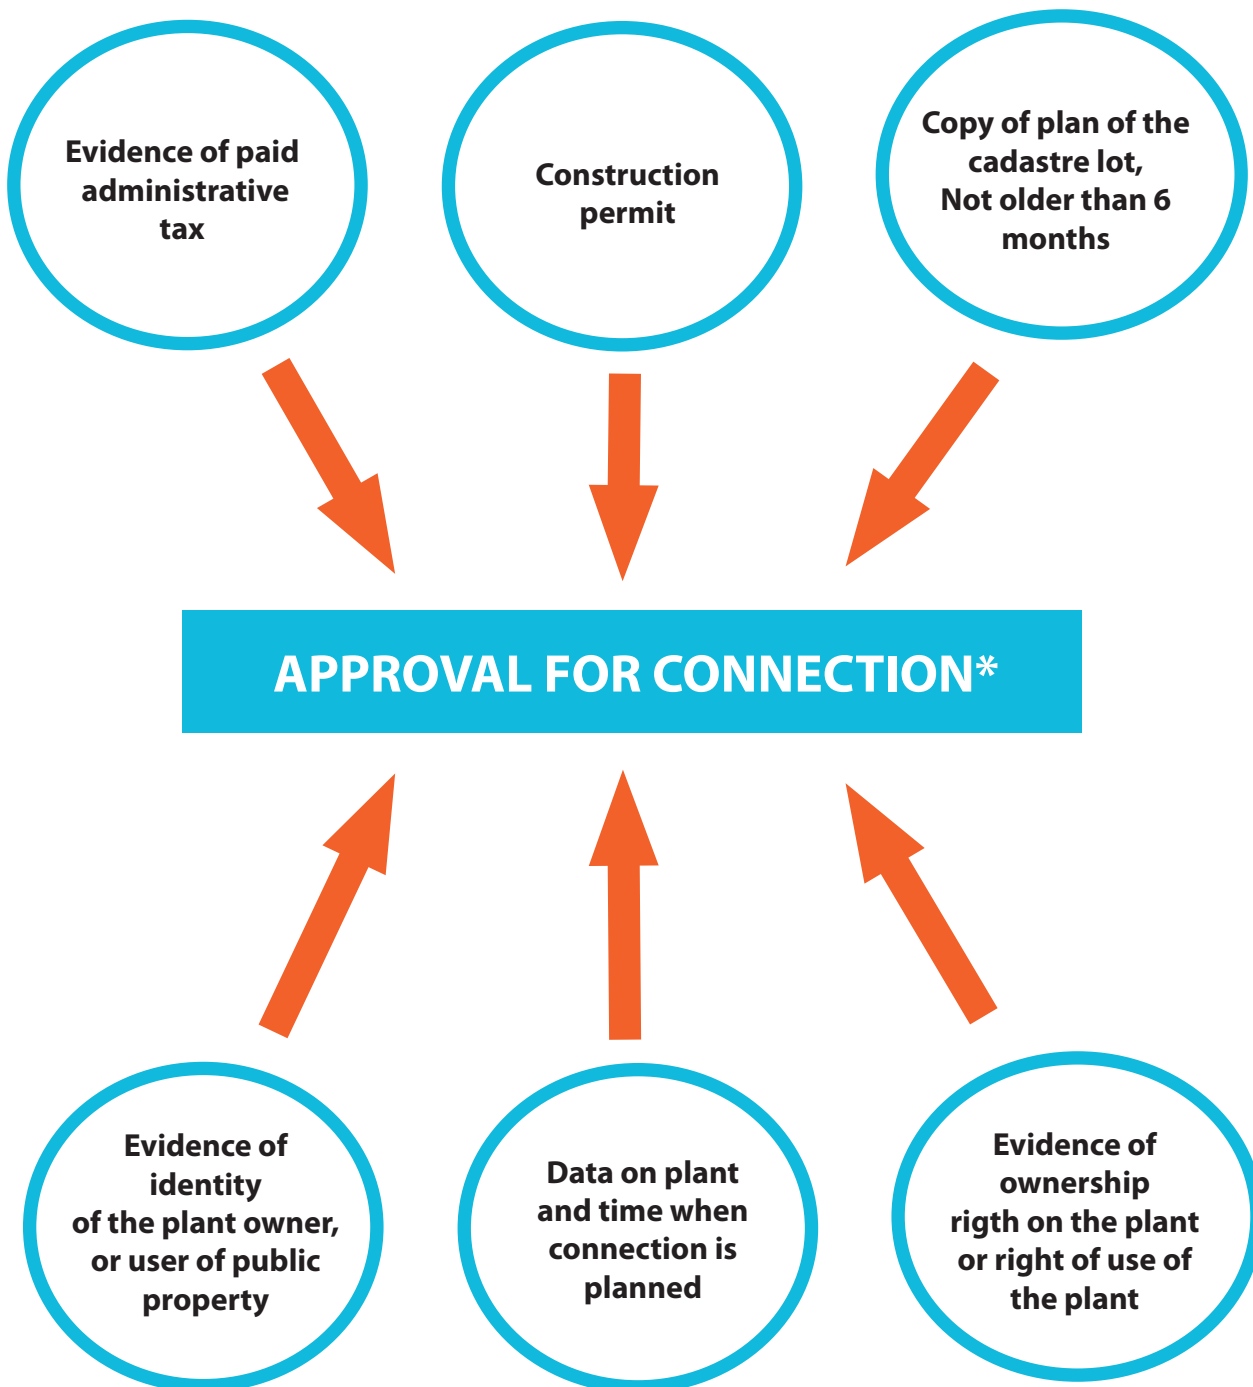 Evidence of paid
administrative
tax
Construction
permit
Copy of plan of the
cadastre lot,
Not older than 6
months
APPROVAL FOR CONNECTION*
Evidence of
identity
of the plant owner,
or user of public
property
Data on plant
and time when
connection is
planned
Evidence of
ownership
rigth on the plant
or right of use of
the plant